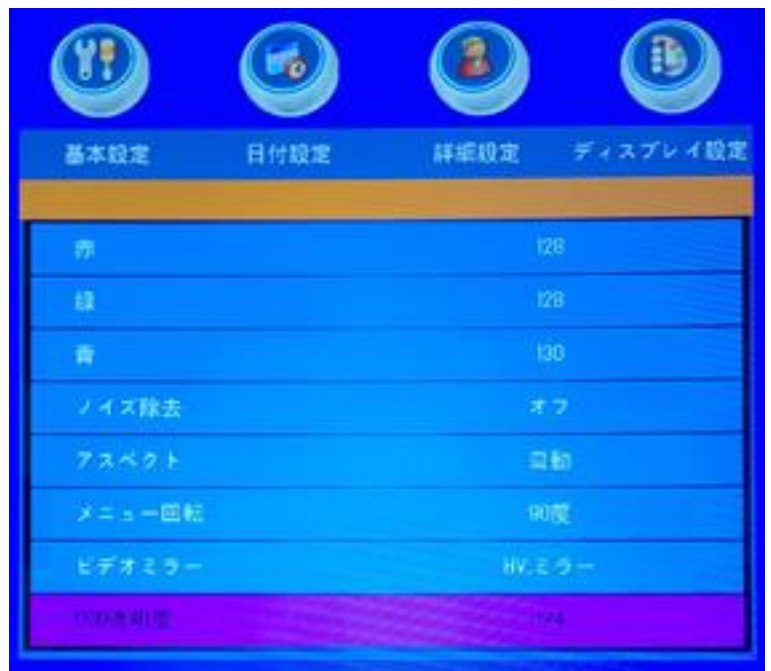 基本設定 日付設定 詳細設定 ディスプレイ設定
赤 128
緑 128
青 130
ノイズ除去 オフ
アスペクト 自動
メニュー回転 90度
ビデオミラー HV:ミラー